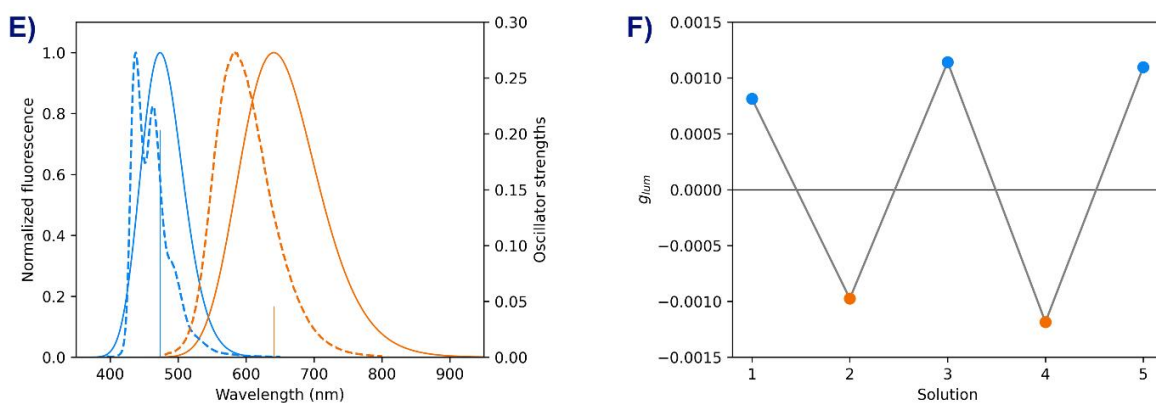 E)
Normalized fluorescence
1.0
0.8
0.6
0.4
0.2
0.0
400 500 600 700 800 900
Wavelength (nm)
0.30
0.25
0.20
0.15
0.10
0.05
0.00
Oscillator strengths
F)
g_lum
0.0015
0.0010
0.0005
0.0000
−0.0005
−0.0010
−0.0015
1 2 3 4 5
Solution